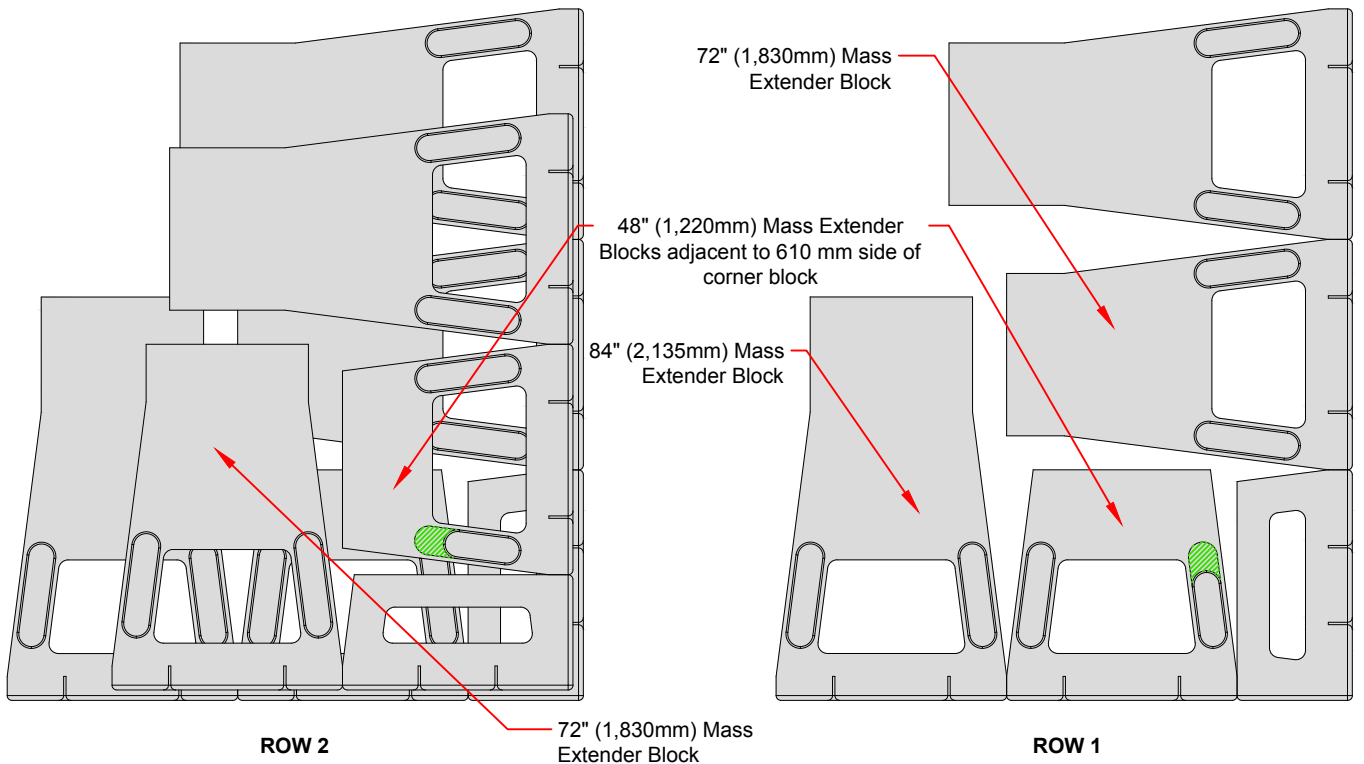 72" (1,830mm) Mass
Extender Block
48" (1,220mm) Mass Extender
Blocks adjacent to 610 mm side of
corner block
84" (2,135mm) Mass
Extender Block
72" (1,830mm) Mass
Extender Block
ROW 2
ROW 1